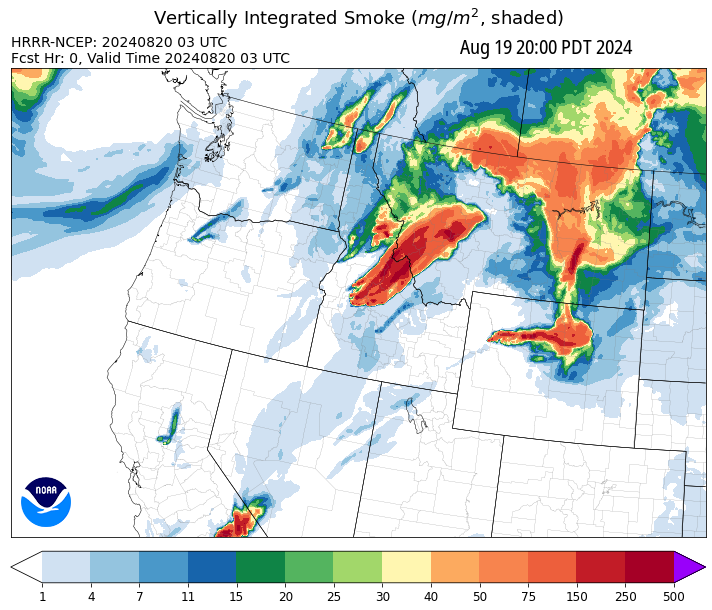 Vertically Integrated Smoke (mg/m², shaded)
HRRR-NCEP: 20240820 03 UTC
Fcst Hr: 0, Valid Time 20240820 03 UTC
Aug 19 20:00 PDT 2024
NOAA
1 4 7 11 15 20 25 30 40 50 75 150 250 500